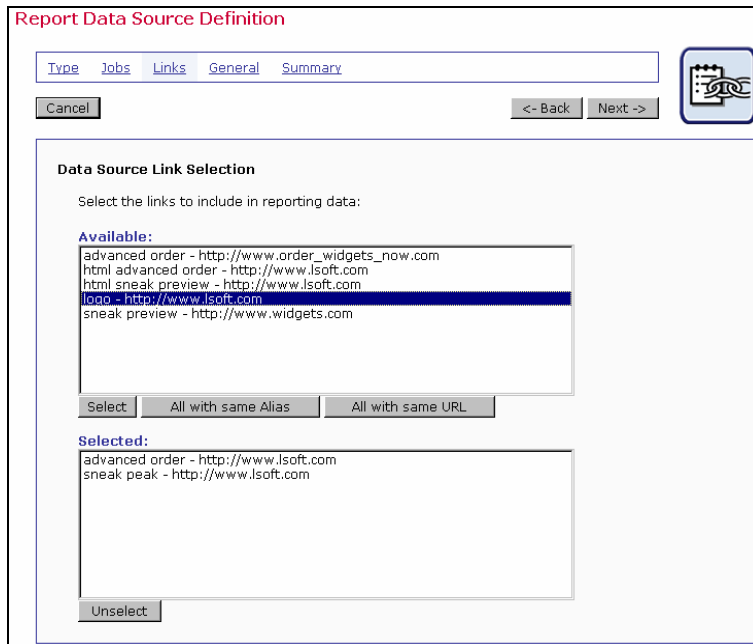 Report Data Source Definition
Type Jobs Links General Summary
Cancel <- Back Next ->
Data Source Link Selection
Select the links to include in reporting data:
Available:
advanced order - http://www.order_widgets_now.com
html advanced order - http://www.lsoft.com
html sneak preview - http://www.lsoft.com
logo - http://www.lsoft.com
sneak preview - http://www.widgets.com
Select All with same Alias All with same URL
Selected:
advanced order - http://www.lsoft.com
sneak peak - http://www.lsoft.com
Unselect